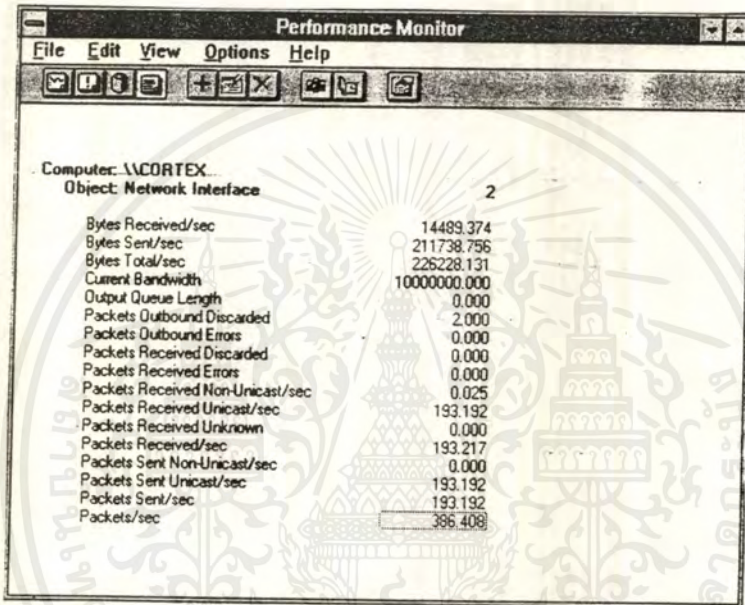 Performance Monitor
File Edit View Options Help
Computer: \\CORTEX
Object: Network Interface 2
Bytes Received/sec 14489.374
Bytes Sent/sec 211738.756
Bytes Total/sec 226228.131
Current Bandwidth 10000000.000
Output Queue Length 0.000
Packets Outbound Discarded 2.000
Packets Outbound Errors 0.000
Packets Received Discarded 0.000
Packets Received Errors 0.000
Packets Received Non-Unicast/sec 0.025
Packets Received Unicast/sec 193.192
Packets Received Unknown 0.000
Packets Received/sec 193.217
Packets Sent Non-Unicast/sec 0.000
Packets Sent Unicast/sec 193.192
Packets Sent/sec 193.192
Packets/sec 386.408